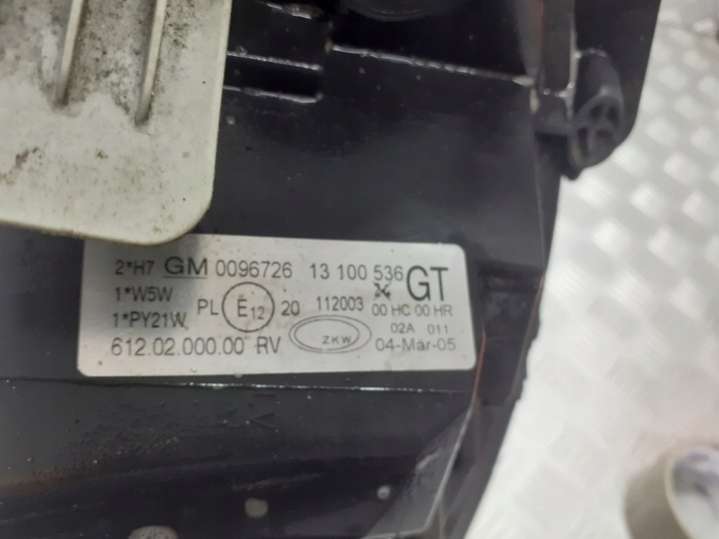 2*H7 GM 0096726 13 100 536 GT
1*W5W PL E12 20 112003 00 HC 00 HR
1*PY21W ZKW 02A 011
612.02.000.00 RV 04-Mar-05